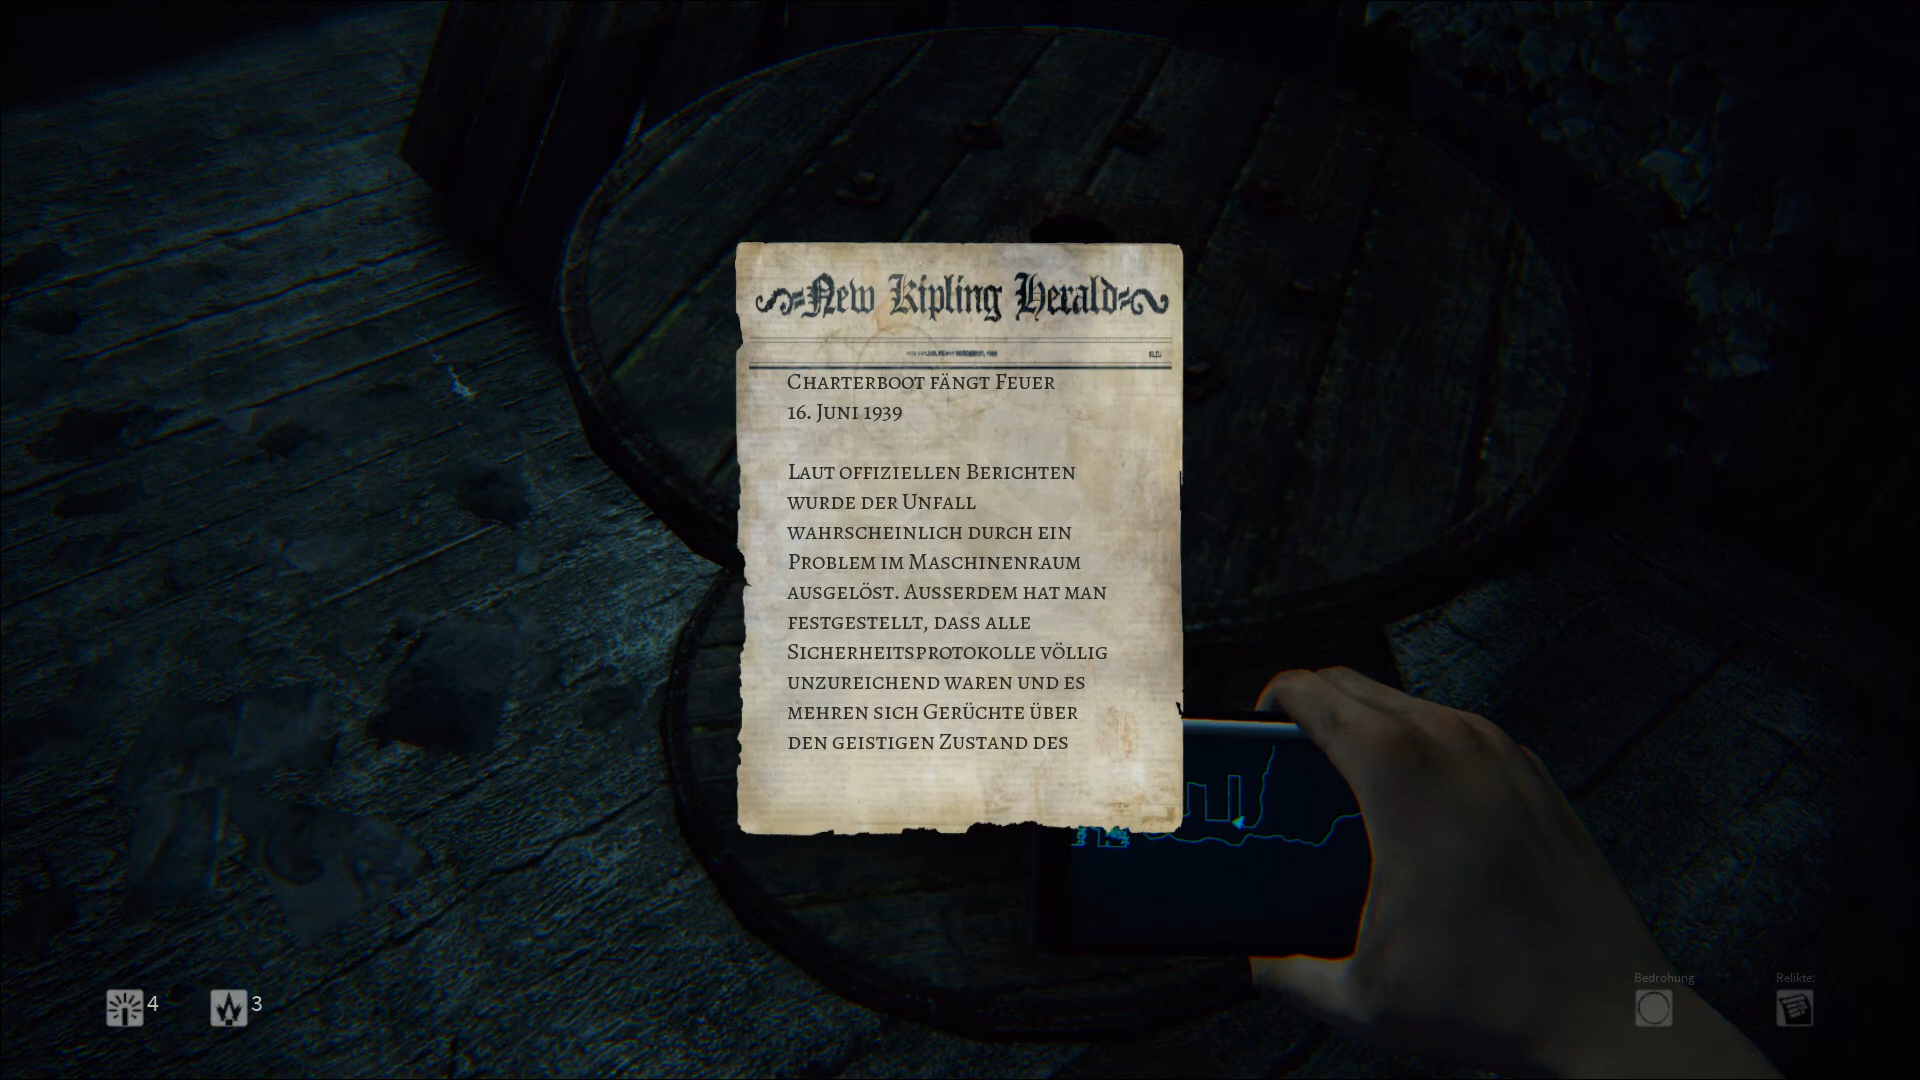 New Kipling Herald
Charterboot fängt Feuer
16. Juni 1939
Laut offiziellen Berichten
wurde der Unfall
wahrscheinlich durch ein
Problem im Maschinenraum
ausgelöst. Ausserdem hat man
festgestellt, dass alle
Sicherheitsprotokolle völlig
unzureichend waren und es
mehren sich Gerüchte über
den geistigen Zustand des
4
3
Bedrohung
Relikte: